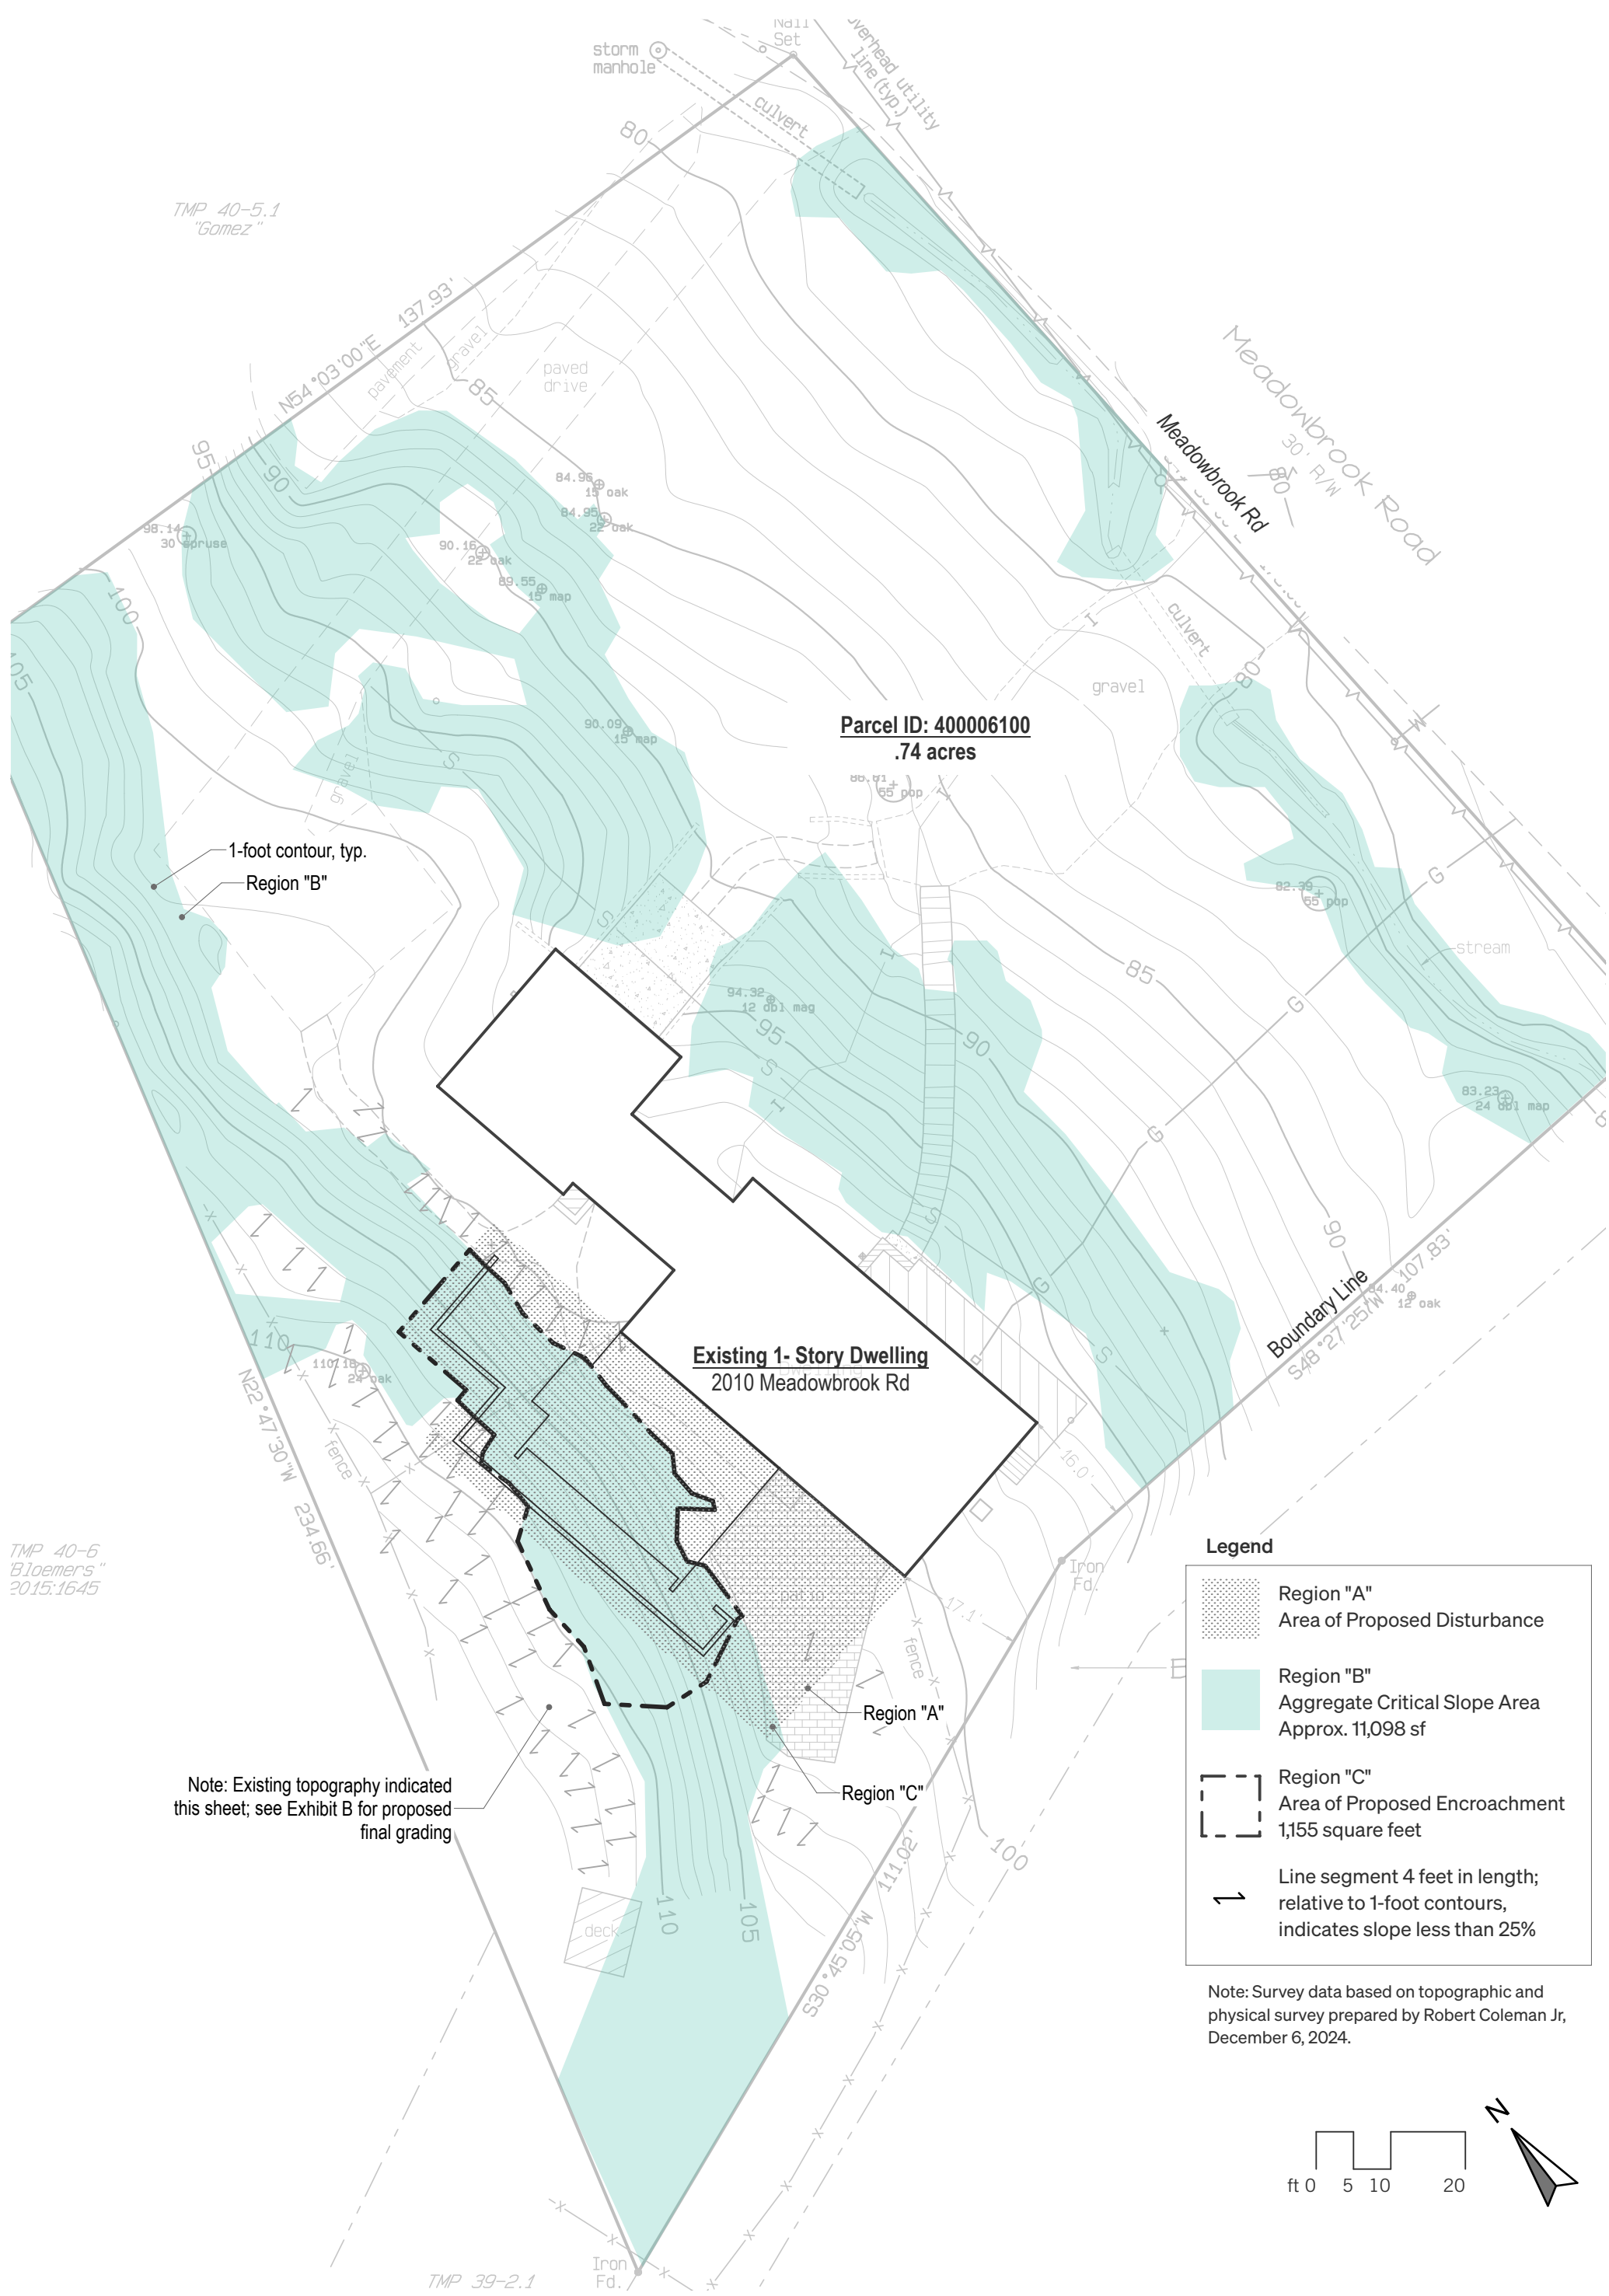 Nail
Set
storm
manhole
overhead utility
line(typ.)
culvert
80
TMP 40-5.1
"Gomez"
N54°03'00"E 137.93'
pavement
gravel
paved
drive
85
Meadowbrook Road
30' R/W
Meadowbrook Rd
80
95
90
84.96
15 oak
84.95
22 oak
98.14
30 spruse
90.16
22 oak
89.55
15 map
100
105
culvert
80
gravel
Parcel ID: 400006100
.74 acres
90.09
15 map
S
gravel
55 pop
1-foot contour, typ.
Region "B"
82.39
55 pop
G
stream
S
85
94.32
12 dbl mag
95
90
G
S
83.23
24 dbl map
G
S
90
G
Boundary Line
S48°27'25"W 107.83'
12 oak
110
S
Existing 1- Story Dwelling
2010 Meadowbrook Rd
24 oak
N22°47'30"W 234.66'
fence
16.0'
TMP 40-6
"Bloemers"
2015:1645
Iron
Fd.
patio
17.1'
fence
Region "A"
Region "C"
Note: Existing topography indicated
this sheet; see Exhibit B for proposed
final grading
100
110
105
deck
S30°45'05"W 111.02'
Legend
Region "A"
Area of Proposed Disturbance
Region "B"
Aggregate Critical Slope Area
Approx. 11,098 sf
Region "C"
Area of Proposed Encroachment
1,155 square feet
Line segment 4 feet in length;
relative to 1-foot contours,
indicates slope less than 25%
Note: Survey data based on topographic and
physical survey prepared by Robert Coleman Jr,
December 6, 2024.
N
ft 0 5 10 20
Iron
Fd.
TMP 39-2.1